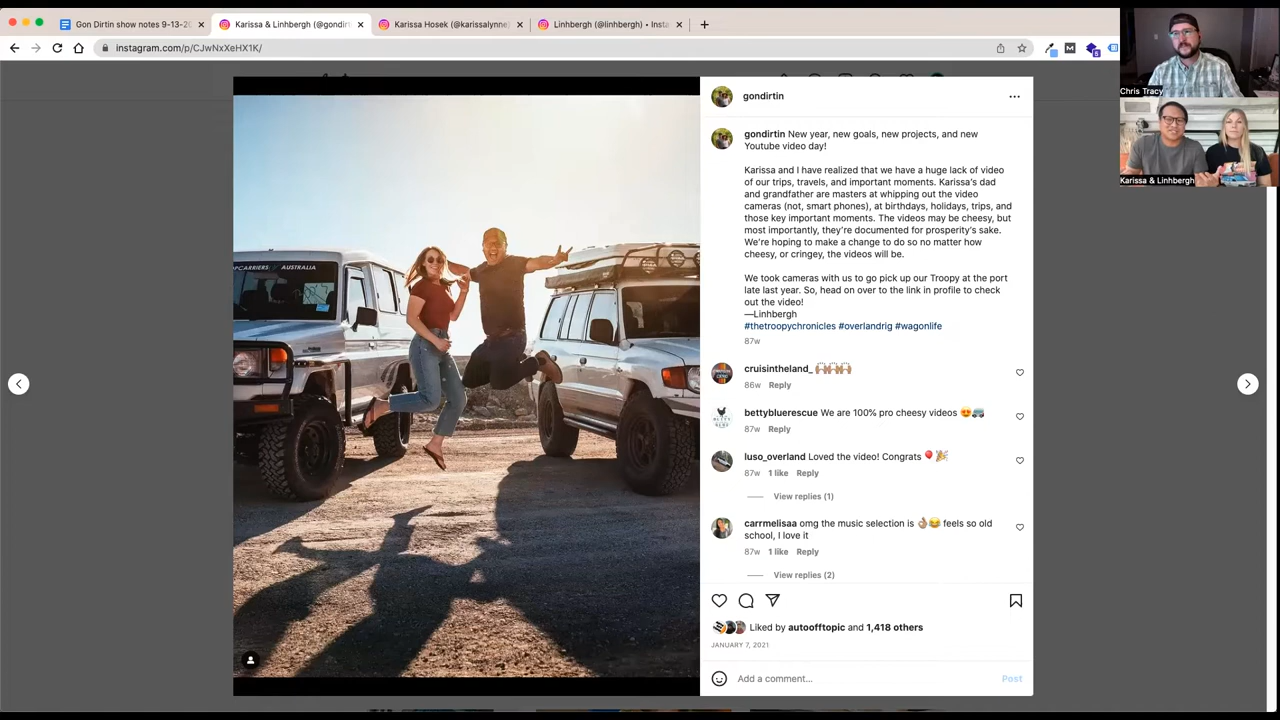 Gon Dirtin show notes 9-13-20
Karissa & Linhbergh (@gondirt
Karissa Hosek (@karissalynne)
Linhbergh (@linhbergh) • Insta
instagram.com/p/CJwNxXeHX1K/
Chris Tracy
Karissa & Linhbergh
AUSTRALIA
gondirtin
gondirtin New year, new goals, new projects, and new
Youtube video day!
Karissa and I have realized that we have a huge lack of video
of our trips, travels, and important moments. Karissa's dad
and grandfather are masters at whipping out the video
cameras (not, smart phones), at birthdays, holidays, trips, and
those key important moments. The videos may be cheesy, but
most importantly, they're documented for prosperity's sake.
We're hoping to make a change to do so no matter how
cheesy, or cringey, the videos will be.
We took cameras with us to go pick up our Troopy at the port
late last year. So, head on over to the link in profile to check
out the video!
—Linhbergh
#thetroopychronicles #overlandrig #wagonlife
87w
cruisintheland_ 🙌🏽🙌🏽🙌🏽
86w Reply
bettybluerescue We are 100% pro cheesy videos 😍🚙
87w Reply
luso_overland Loved the video! Congrats 🎈🎉
87w 1 like Reply
View replies (1)
carrmelisaa omg the music selection is 👌🏽😂 feels so old
school, I love it
87w 1 like Reply
View replies (2)
Liked by autoofftopic and 1,418 others
JANUARY 7, 2021
Add a comment...
Post